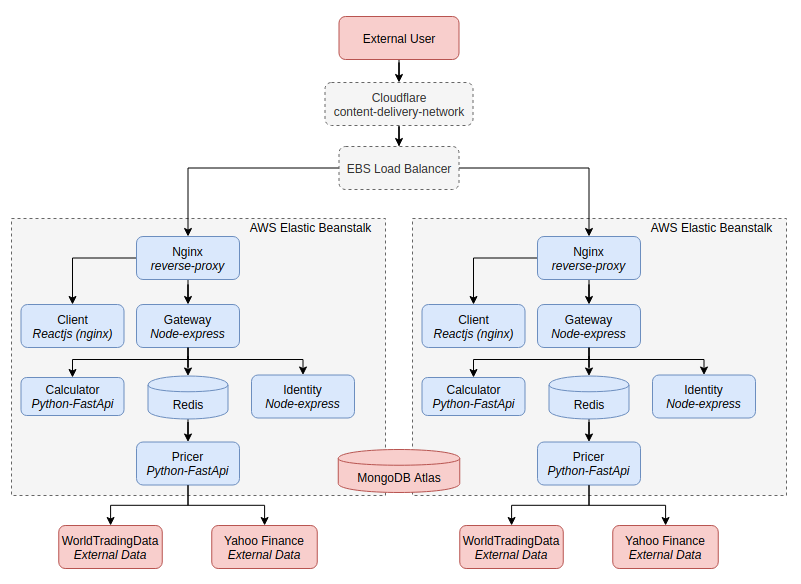 External User
Cloudflare
content-delivery-network
EBS Load Balancer
AWS Elastic Beanstalk
Nginx
reverse-proxy
Client
Reactjs (nginx)
Gateway
Node-express
Calculator
Python-FastApi
Redis
Identity
Node-express
Pricer
Python-FastApi
WorldTradingData
External Data
Yahoo Finance
External Data
MongoDB Atlas
AWS Elastic Beanstalk
Nginx
reverse-proxy
Client
Reactjs (nginx)
Gateway
Node-express
Calculator
Python-FastApi
Redis
Identity
Node-express
Pricer
Python-FastApi
WorldTradingData
External Data
Yahoo Finance
External Data